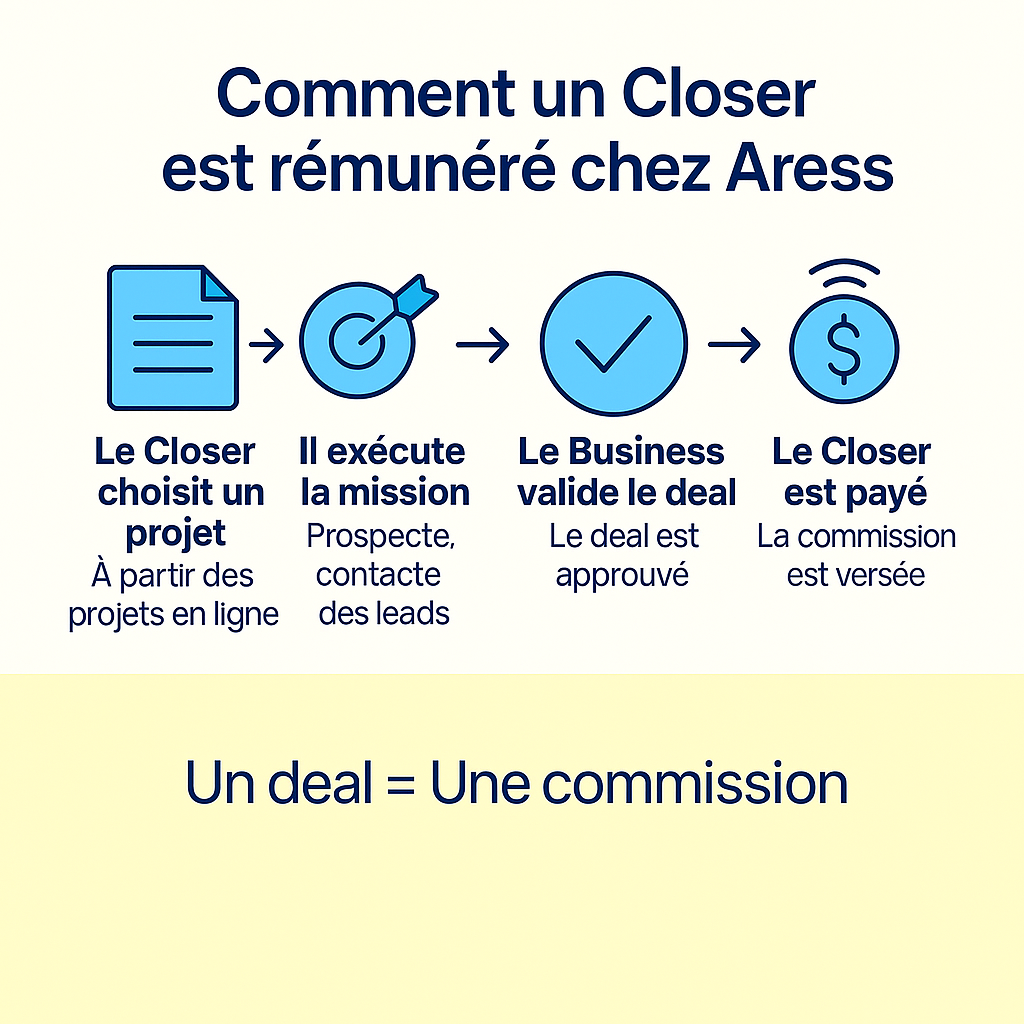 Comment un Closer
est rémunéré chez Aress
Le Closer
choisit un
projet
À partir des
projets en ligne
Il exécute
la mission
Prospecte,
contacte
des leads
Le Business
valide le deal
Le deal est
approuvé
$
Le Closer
est payé
La commission
est versée
Un deal = Une commission